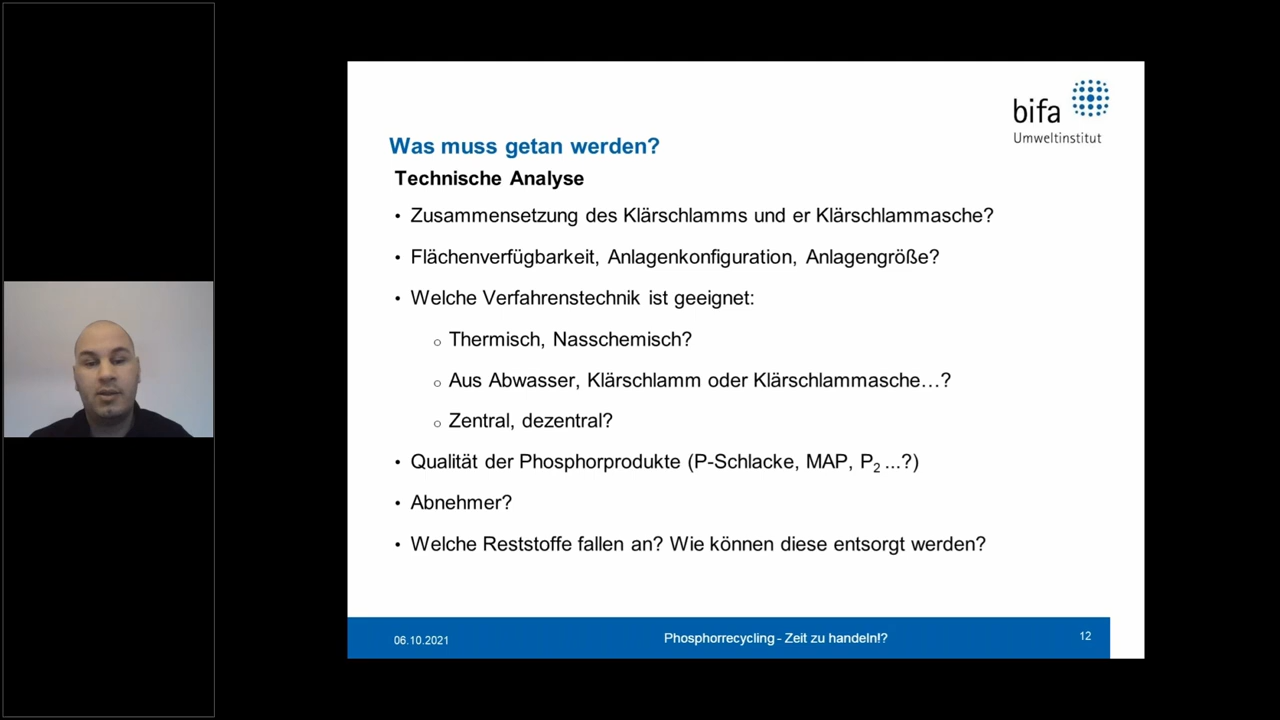 bifa
Umweltinstitut
Was muss getan werden?
Technische Analyse
• Zusammensetzung des Klärschlamms und er Klärschlammasche?
• Flächenverfügbarkeit, Anlagenkonfiguration, Anlagengröße?
• Welche Verfahrenstechnik ist geeignet:
○ Thermisch, Nasschemisch?
○ Aus Abwasser, Klärschlamm oder Klärschlammasche…?
○ Zentral, dezentral?
• Qualität der Phosphorprodukte (P-Schlacke, MAP, P₂ ...?)
• Abnehmer?
• Welche Reststoffe fallen an? Wie können diese entsorgt werden?
06.10.2021 Phosphorrecycling - Zeit zu handeln!? 12